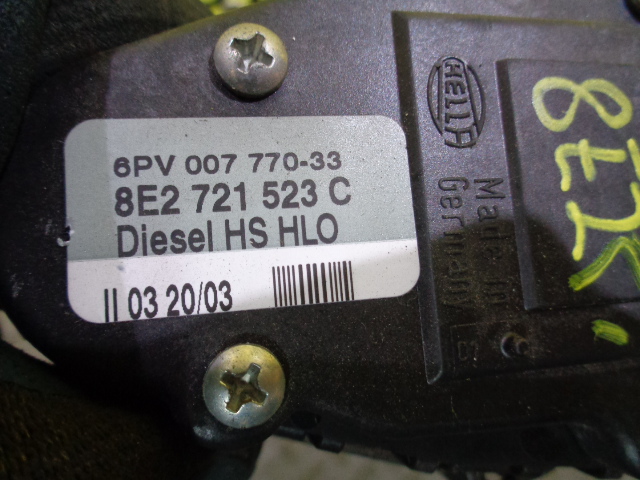 6PV 007 770-33
8E2 721 523 C
Diesel HS HLO
II 03 20/03
HELLA
Made in
Germany